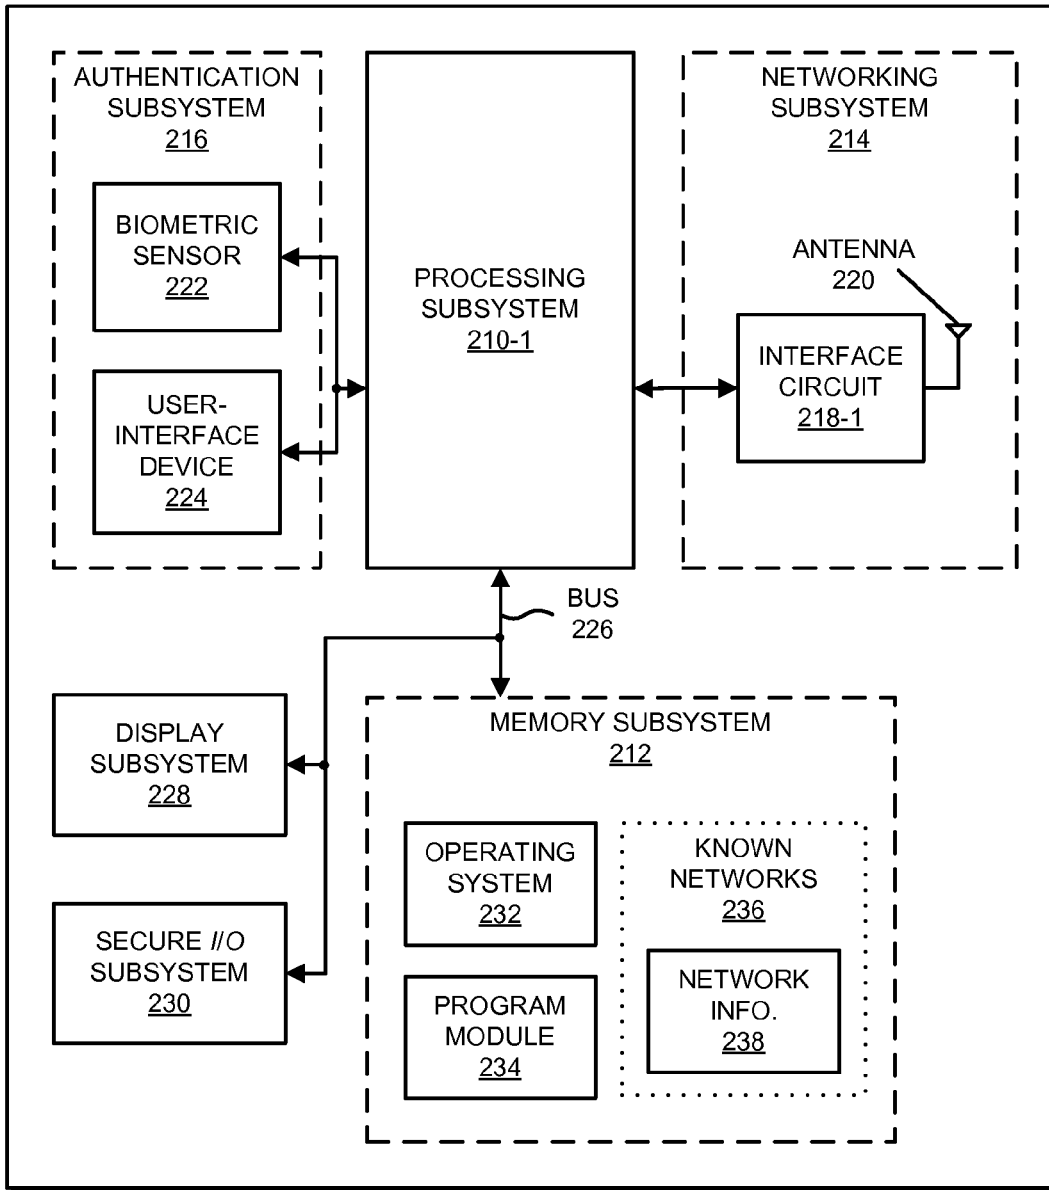 AUTHENTICATION
SUBSYSTEM
216
BIOMETRIC
SENSOR
222
USER-
INTERFACE
DEVICE
224
PROCESSING
SUBSYSTEM
210-1
NETWORKING
SUBSYSTEM
214
ANTENNA
220
INTERFACE
CIRCUIT
218-1
BUS
226
DISPLAY
SUBSYSTEM
228
SECURE I/O
SUBSYSTEM
230
MEMORY SUBSYSTEM
212
OPERATING
SYSTEM
232
PROGRAM
MODULE
234
KNOWN
NETWORKS
236
NETWORK
INFO.
238